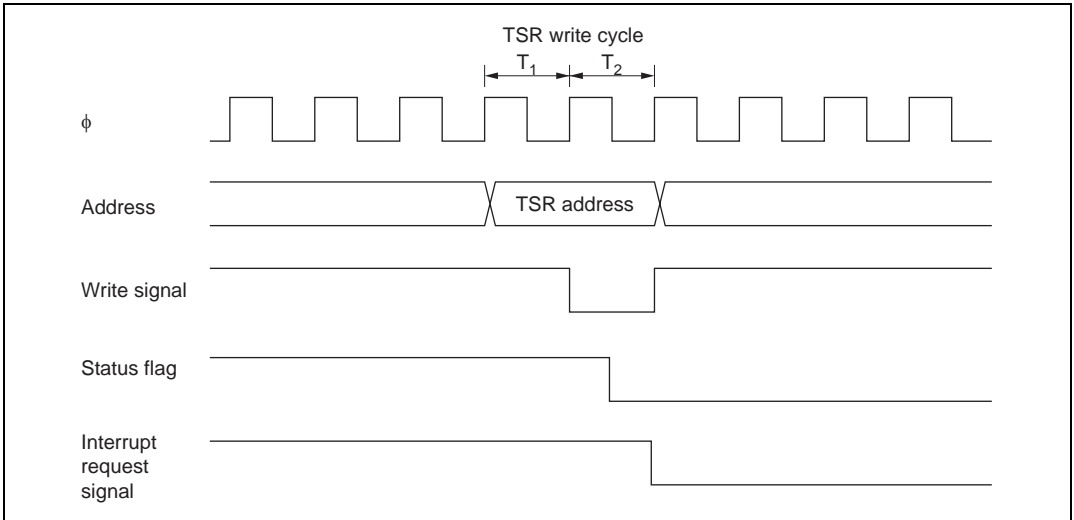 TSR write cycle
T1 T2
ϕ
Address
TSR address
Write signal
Status flag
Interrupt
request
signal